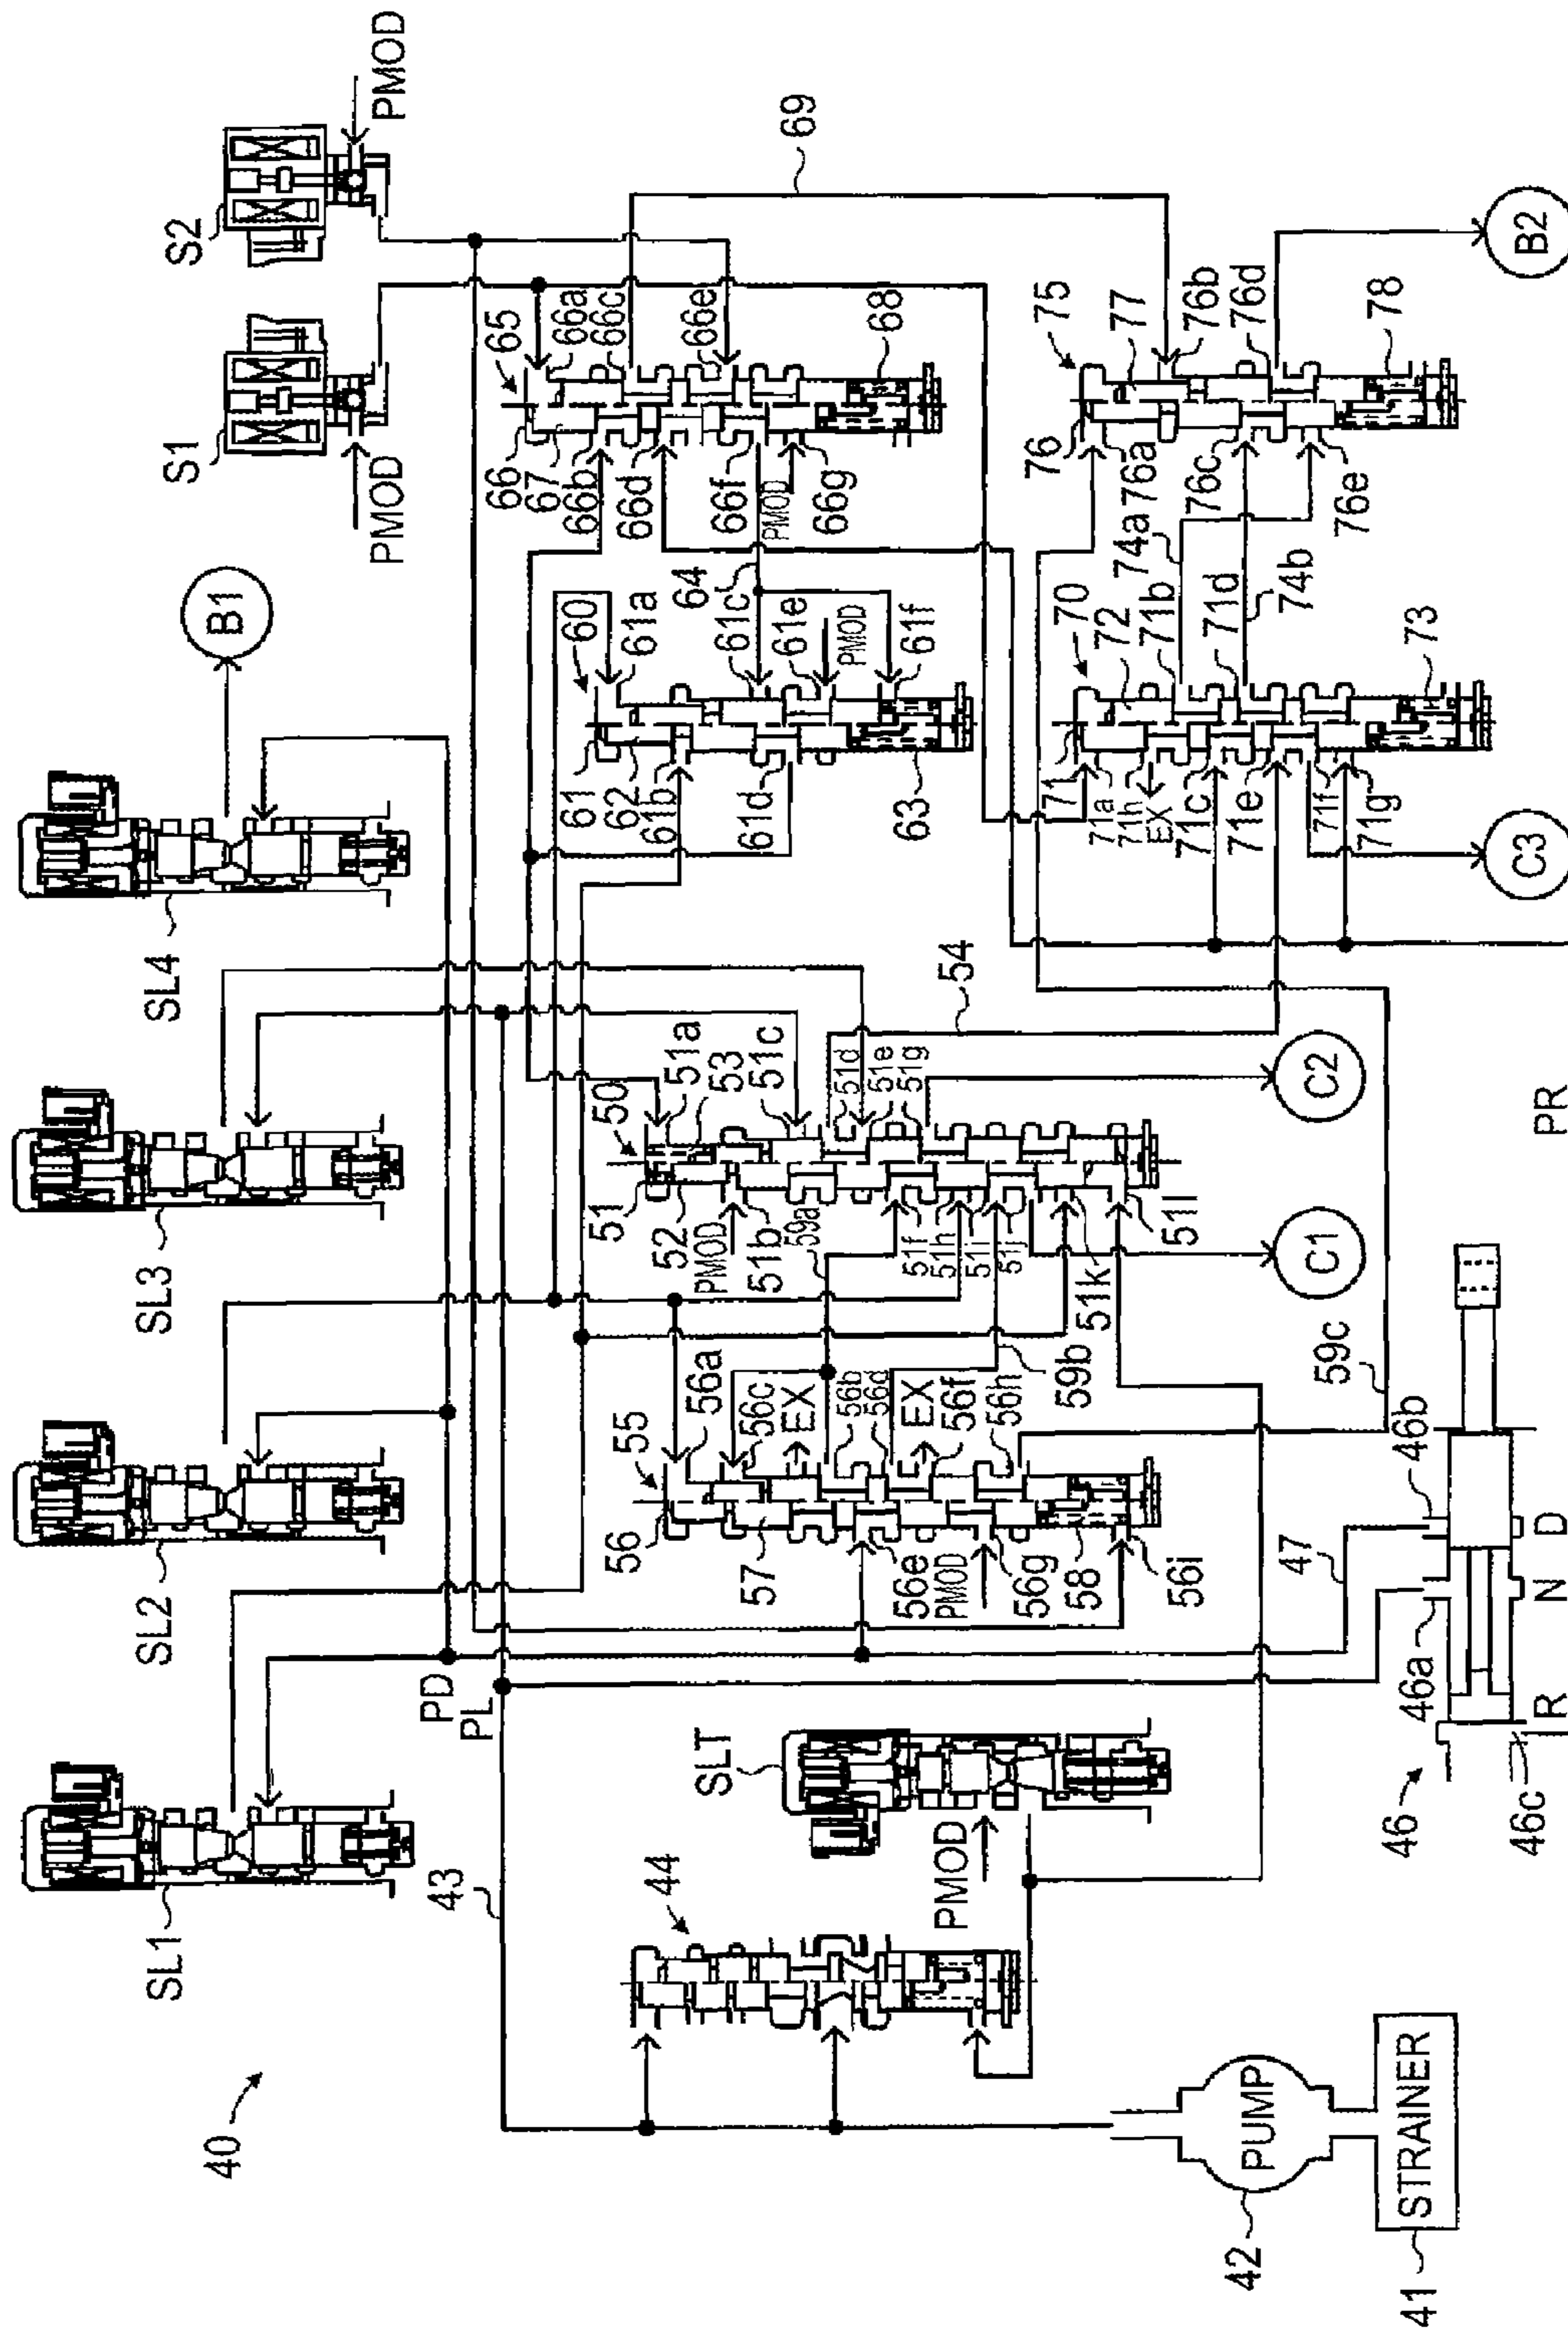 40
SL1
SL2
SL3
SL4
B1
S1
S2
PMOD
PMOD
43
PD
PL
44
SLT
PMOD
42
PUMP
41
STRAINER
46
46a
46b
46c
R
N
D
47
55
56
56a
56c
EX
56b
56d
EX
56f
56h
57
56e
PMOD
56g
58
56i
59a
59b
59c
50
51
51a
53
51c
52
PMOD
51b
51d
51e
51g
51f
51h
51i
51j
51k
51l
54
C1
C2
60
61
61a
62
61b
61c
61d
61e
PMOD
61f
63
64
65
66
66a
66c
67
66b
66d
66e
66f
PMOD
66g
68
69
70
71
72
71a
71h
EX
71b
71c
71d
71e
71f
71g
73
74a
74b
C3
75
76
77
76a
76b
76c
76d
76e
78
B2
PR